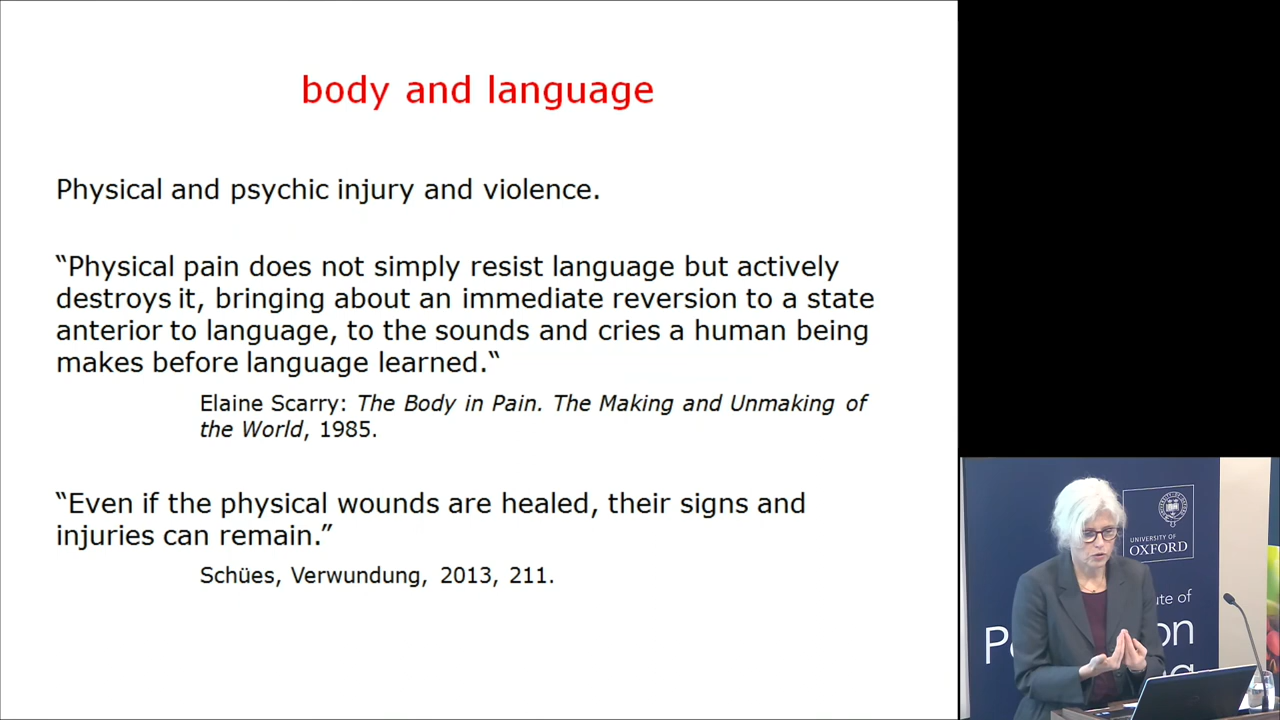 body and language
Physical and psychic injury and violence.
“Physical pain does not simply resist language but actively
destroys it, bringing about an immediate reversion to a state
anterior to language, to the sounds and cries a human being
makes before language learned.“
Elaine Scarry: The Body in Pain. The Making and Unmaking of
the World, 1985.
“Even if the physical wounds are healed, their signs and
injuries can remain.”
Schües, Verwundung, 2013, 211.
UNIVERSITY OF
OXFORD
of